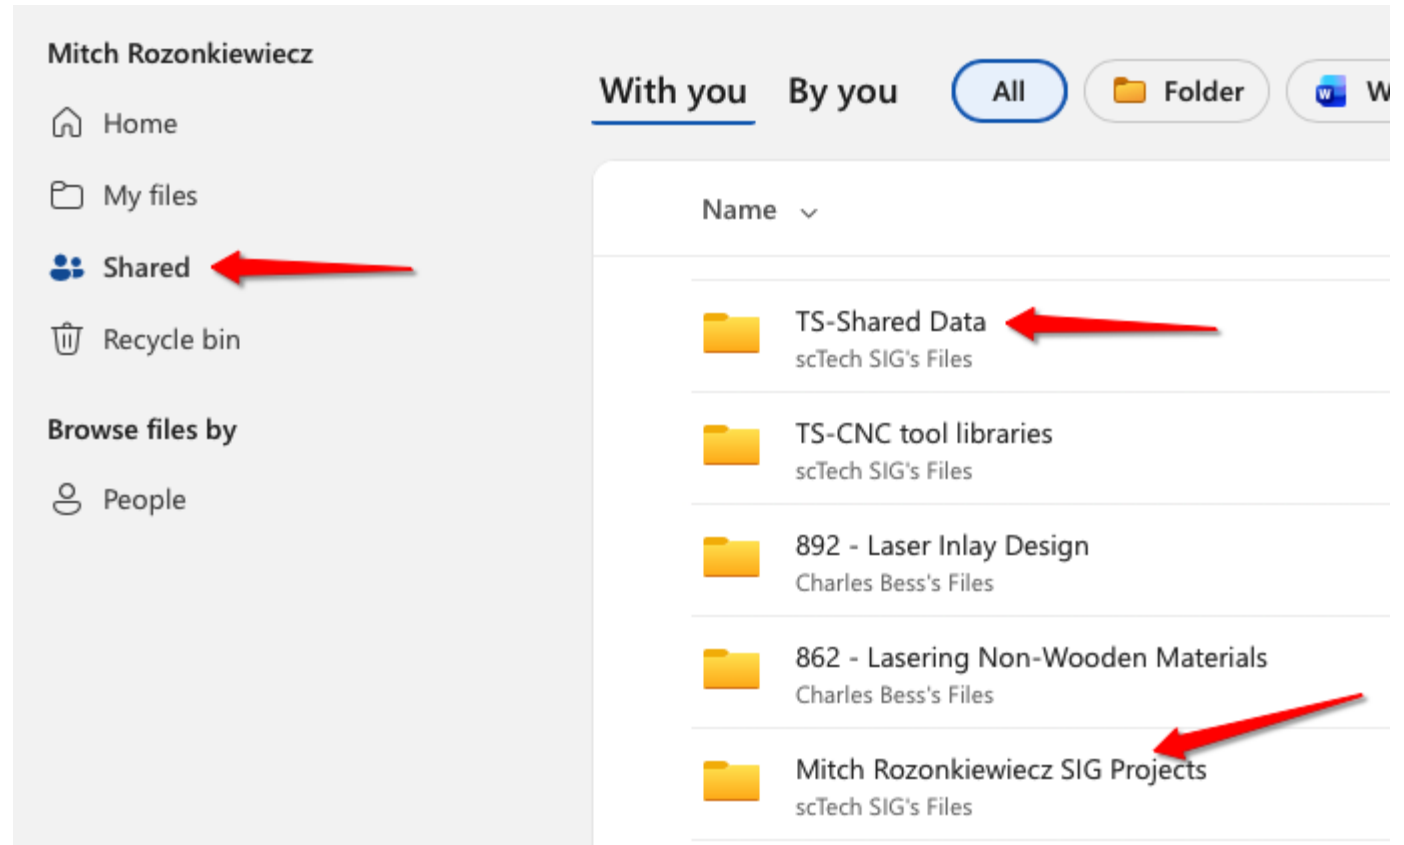 Mitch Rozonkiewiecz
Home
My files
Shared
Recycle bin
Browse files by
People
With you By you All Folder W
Name
TS-Shared Data
scTech SIG's Files
TS-CNC tool libraries
scTech SIG's Files
892 - Laser Inlay Design
Charles Bess's Files
862 - Lasering Non-Wooden Materials
Charles Bess's Files
Mitch Rozonkiewiecz SIG Projects
scTech SIG's Files